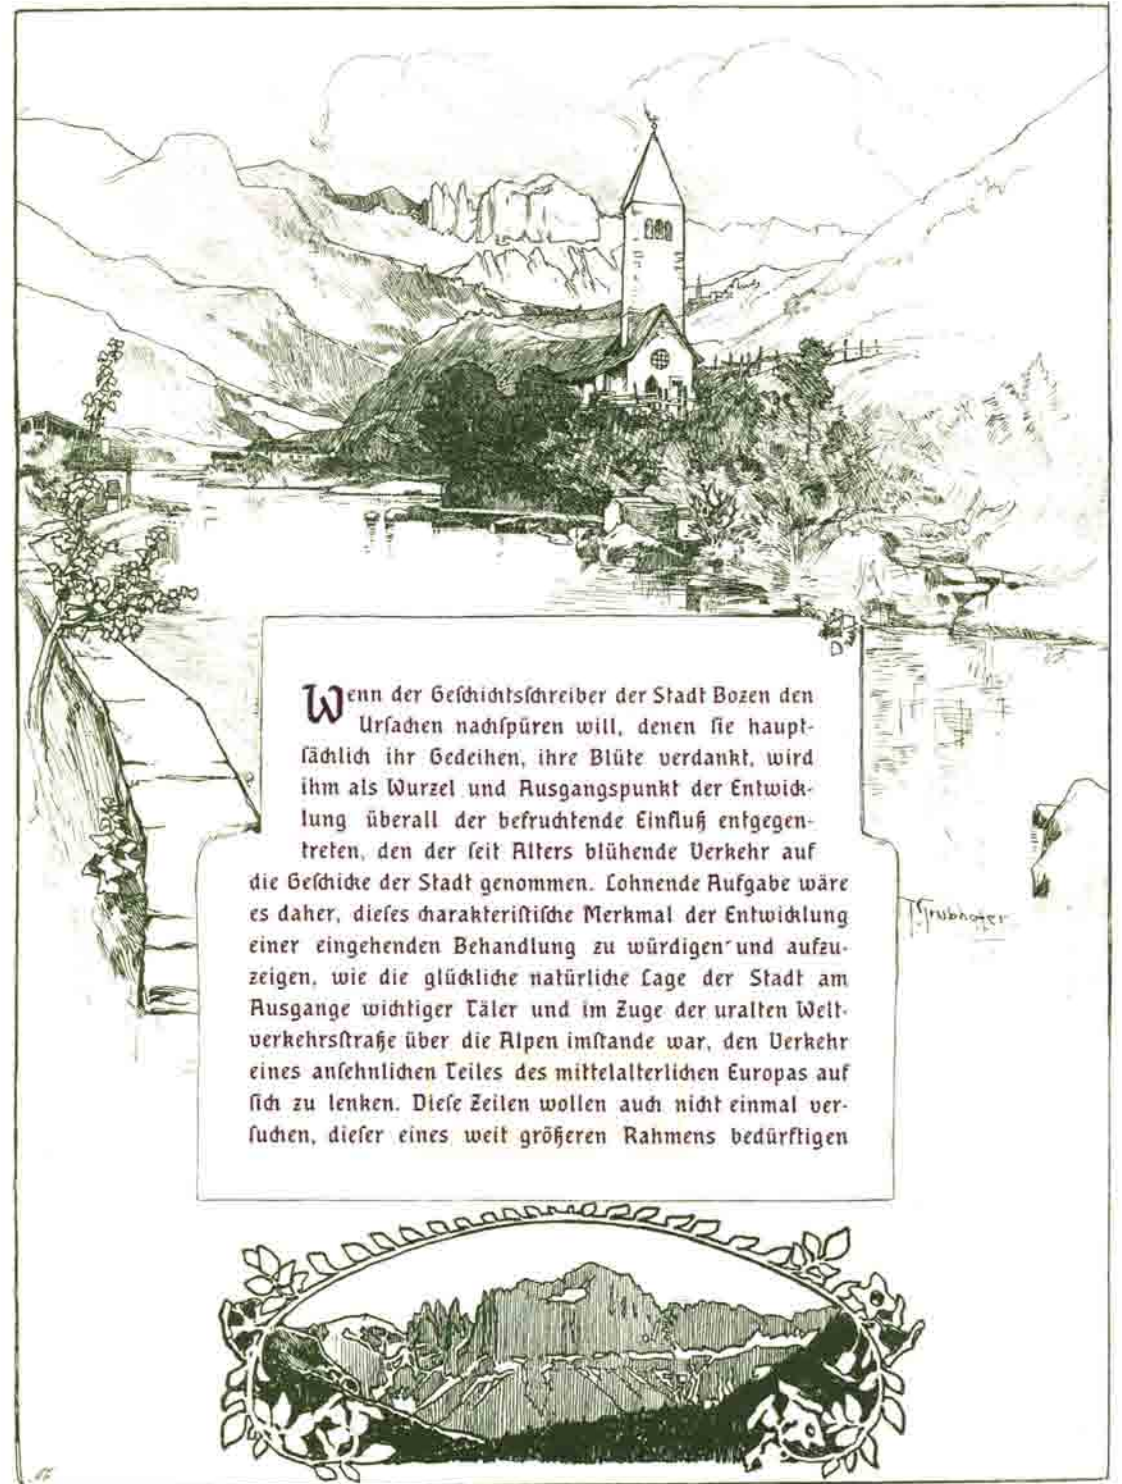 Wenn der Geſchichtsſchreiber der Stadt Bozen den
Urſachen nachſpüren will, denen ſie haupt-
ſächlich ihr Gedeihen, ihre Blüte verdankt, wird
ihm als Wurzel und Ausgangspunkt der Entwick-
lung überall der befruchtende Einfluß entgegen-
treten, den der ſeit Alters blühende Verkehr auf
die Geſchicke der Stadt genommen. Lohnende Aufgabe wäre
es daher, dieſes charakteriſtiſche Merkmal der Entwicklung
einer eingehenden Behandlung zu würdigen und aufzu-
zeigen, wie die glückliche natürliche Lage der Stadt am
Ausgange wichtiger Täler und im Zuge der uralten Welt-
verkehrsſtraße über die Alpen imſtande war, den Verkehr
eines anſehnlichen Teiles des mittelalterlichen Europas auf
ſich zu lenken. Dieſe Zeilen wollen auch nicht einmal ver-
ſuchen, dieſer eines weit größeren Rahmens bedürftigen
T. Grubhofer